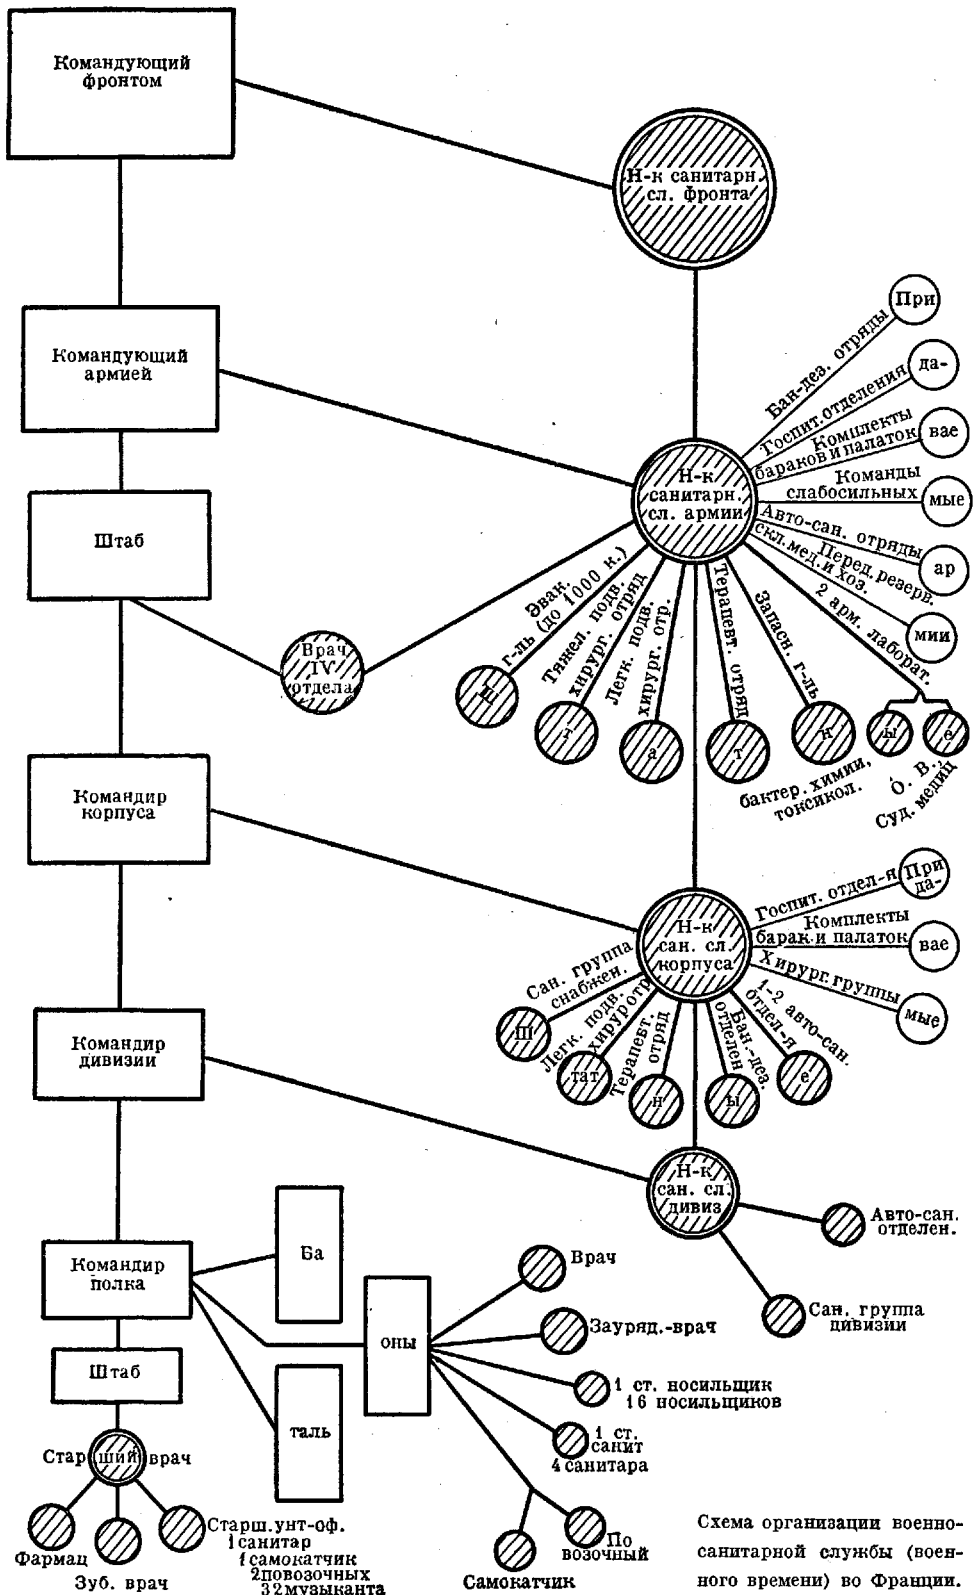 Командующий
фронтом
Н-к санитарн.
сл. фронта
Командующий
армией
Н-к
санитарн.
сл. армии
Бан-дез. отряды
При
Госпит. отделения
да-
Комплекты
бараков и палаток
вае
Команды
слабосильных
мые
Авто-сан. отряды
ар
Перед. резерв.
скл. мед. и хоз.
мии
2 арм. лаборат.
Штаб
Врач
IV
отдела
Эвак.
г-ль (до 1000 к.)
Тяжел. подв.
хирург. отряд
Легк. подв.
хирург. отр.
Терапевт. отряд
Запасн. г-ль
Ш
т
а
т
н
ы
е
бактер. химии,
токсикол.
О. В.,
Суд. медиц
Командир
корпуса
Н-к
сан. сл.
корпуса
Госпит. отдел-я
При
да-
Комплекты
барак. и палаток
вае
Хирург. группы
мые
Сан. группа
снабжен.
Легк. подв.
хирур отр.
Терапевт.
отряд
Бан.-дез.
отделен
1-2 авто-сан.
отдел-я
Ш
тат
н
ы
е
Командир
дивизии
Н-к
сан. сл.
дивиз
Авто-сан.
отделен.
Сан. группа
дивизии
Командир
полка
Ба
таль
оны
Врач
Зауряд.-врач
1 ст. носильщик
16 носильщиков
1 ст.
санит
4 санитара
По
возочный
Самокатчик
Штаб
Старший врач
Фармац
Зуб. врач
Старш. унт-оф.
1 санитар
1 самокатчик
2 повозочных
32 музыканта
Схема организации военно-
санитарной службы (воен-
ного времени) во Франции.